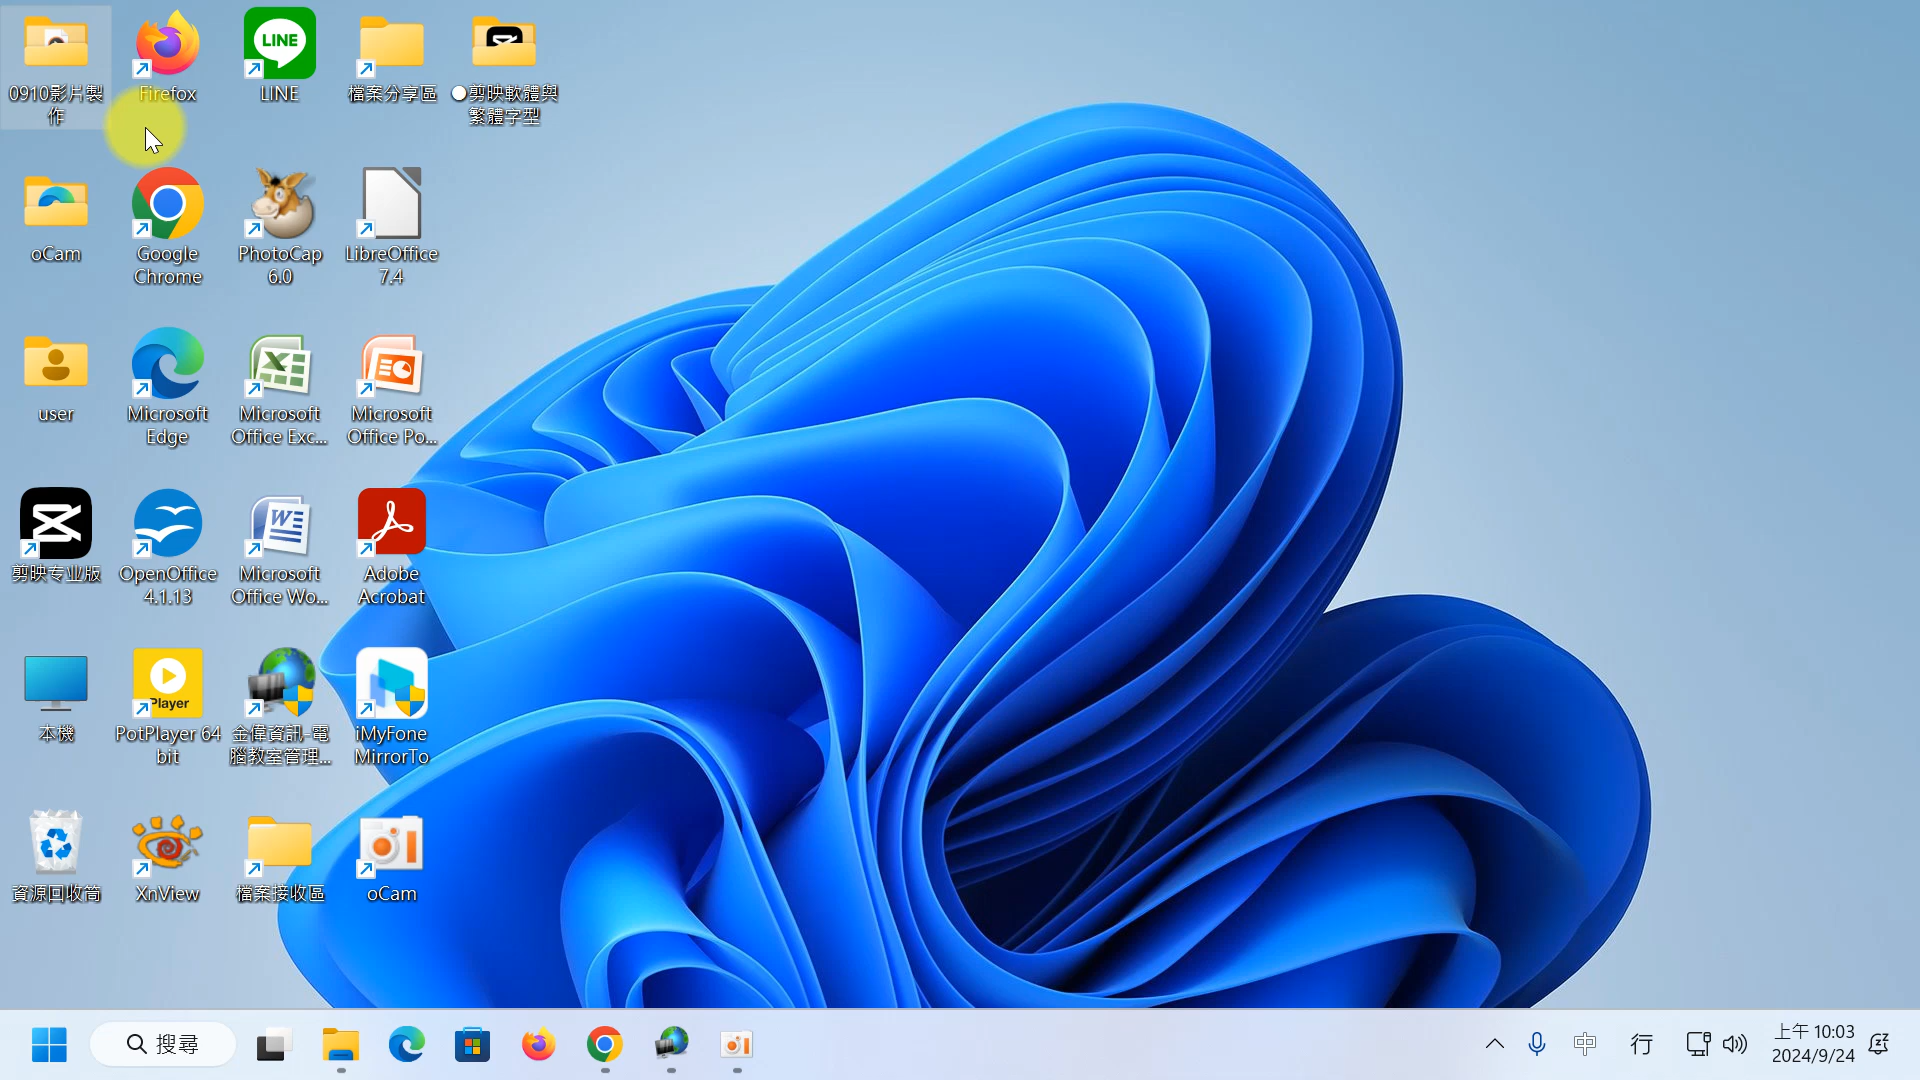 0910影片製
作
Firefox
LINE
LINE
檔案分享區
剪映軟體與
繁體字型
oCam
Google
Chrome
PhotoCap
6.0
LibreOffice
7.4
user
Microsoft
Edge
Microsoft
Office Exc...
Microsoft
Office Po...
剪映专业版
OpenOffice
4.1.13
W
Microsoft
Office Wo...
Adobe
Acrobat
本機
Player
PotPlayer 64
bit
金偉資訊-電
腦教室管理...
iMyFone
MirrorTo
資源回收筒
XnView
檔案接收區
oCam
搜尋
中
行
上午 10:03
2024/9/24